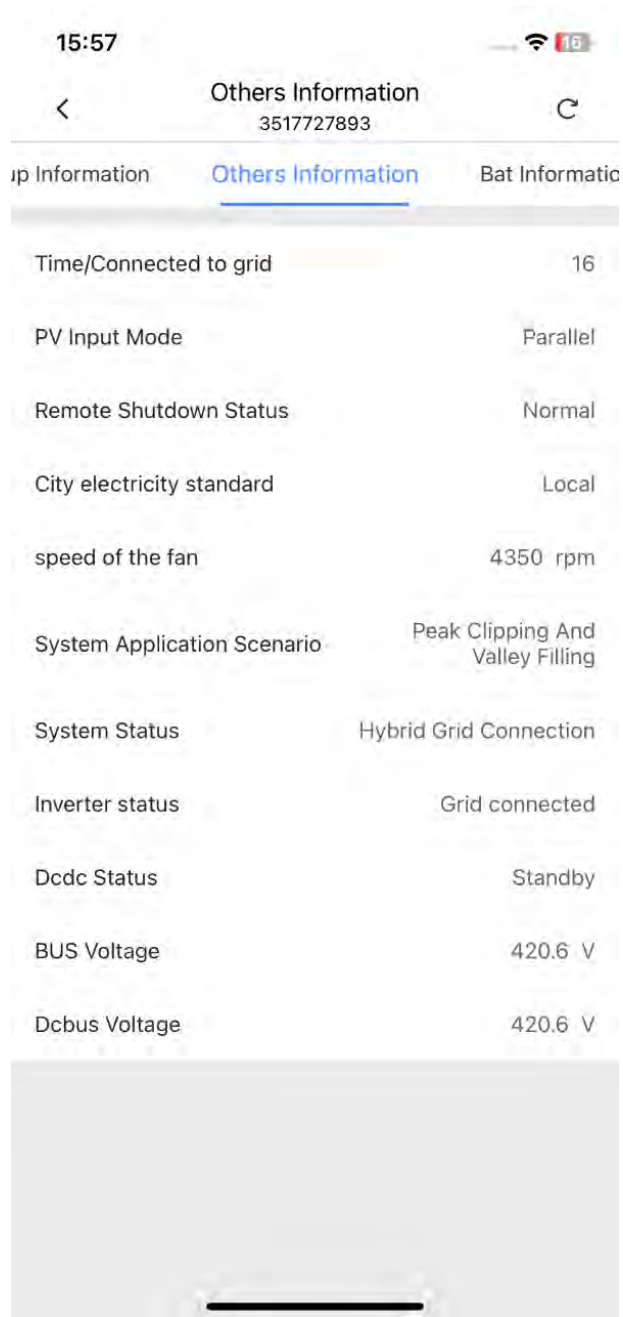 15:57
16
Others Information
3517727893
up Information Others Information Bat Informatio
Time/Connected to grid 16
PV Input Mode Parallel
Remote Shutdown Status Normal
City electricity standard Local
speed of the fan 4350 rpm
System Application Scenario Peak Clipping And
Valley Filling
System Status Hybrid Grid Connection
Inverter status Grid connected
Dcdc Status Standby
BUS Voltage 420.6 V
Dcbus Voltage 420.6 V